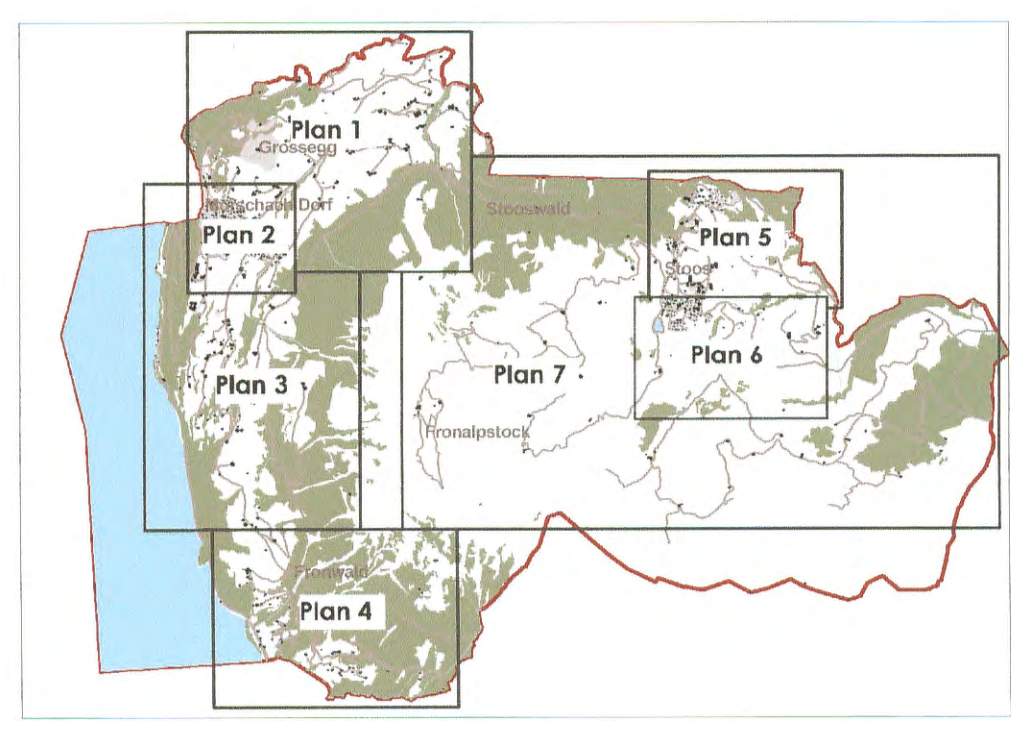 Plan 1
Grossegg
Morschach Dorf
Plan 2
Stooswald
Plan 5
Stoos
Plan 6
Plan 3
Plan 7
Fronalpstock
Fronwald
Plan 4